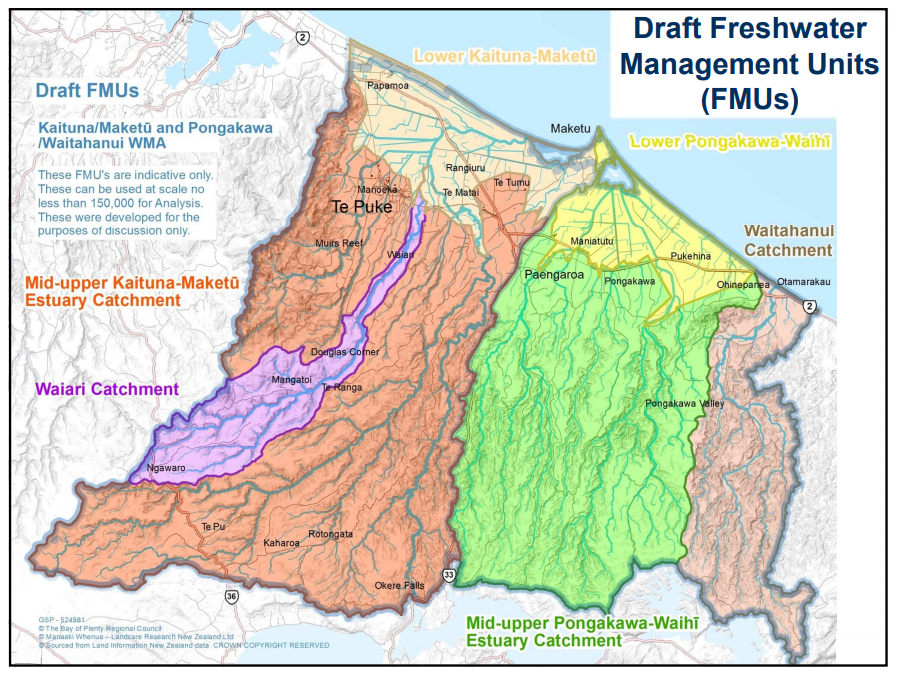 Draft Freshwater
Management Units
(FMUs)
2
Lower Kaituna-Maketū
Draft FMUs
Papamoa
Kaituna/Maketū and Pongakawa
/Waitahanui WMA
Maketu
Lower Pongakawa-Waihī
These FMU's are indicative only.
These can be used at scale no
less than 150,000 for Analysis.
These were developed for the
purposes of discussion only.
Rangiuru
Manoeka
Te Matai
Te Tumu
Te Puke
Waitahanui
Catchment
Muirs Reef
Maniatutu
Waiari
Pukehina
Mid-upper Kaituna-Maketū
Estuary Catchment
Paengaroa
Pongakawa
Ohinepanea
Otamarakau
2
Douglas Corner
Waiari Catchment
Mangatoi
Te Ranga
Pongakawa Valley
Ngawaro
Te Pu
Kaharoa
Rotongata
Okere Falls
33
36
GSP - 524981
© The Bay of Plenty Regional Council
© Manaaki Whenua – Landcare Research New Zealand Ltd
© Sourced from Land Information New Zealand data CROWN COPYRIGHT RESERVED
Mid-upper Pongakawa-Waihī
Estuary Catchment